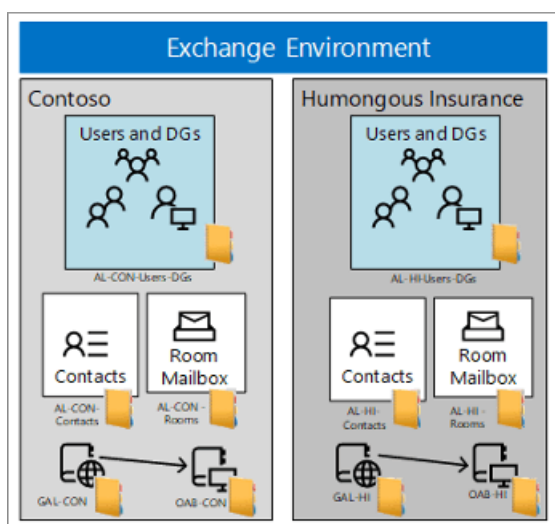 Exchange Environment
Contoso
Users and DGs
AL-CON-Users-DGs
Contacts
Room
Mailbox
AL-CON-
Contacts
AL-CON -
Rooms
GAL-CON
OAB-CON
Humongous Insurance
Users and DGs
AL-HI-Users-DGs
Contacts
Room
Mailbox
AL-HI-
Contacts
AL-HI -
Rooms
GAL-HI
OAB-HI